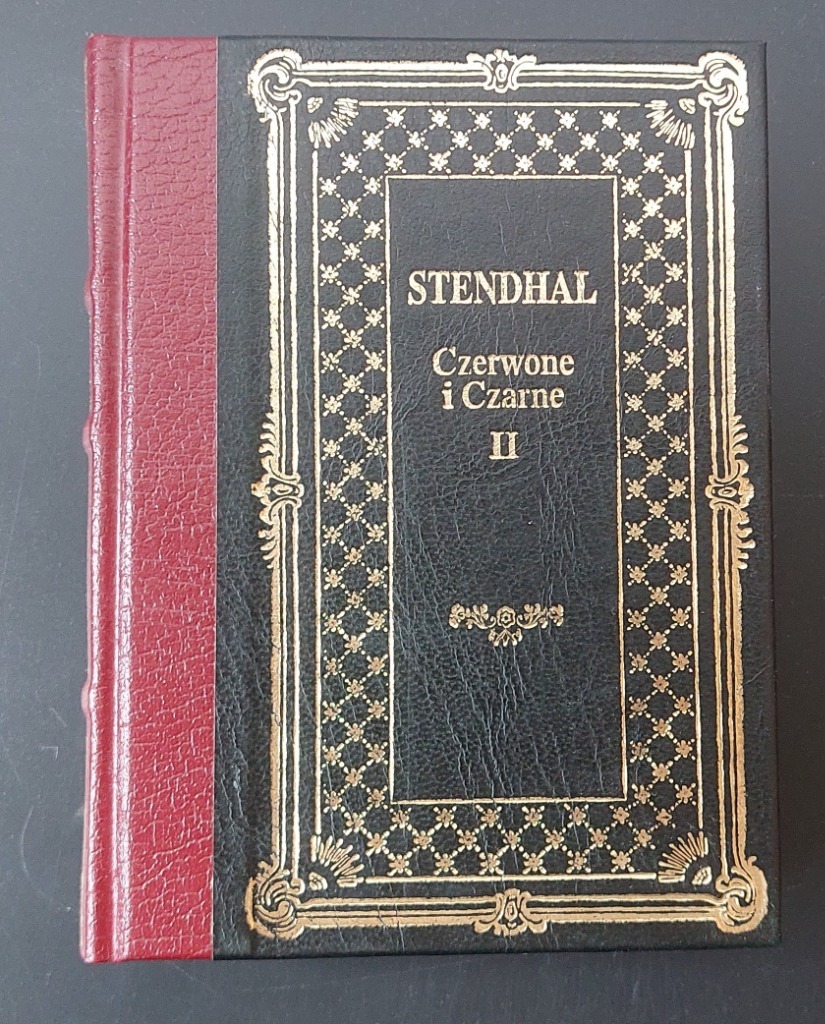 STENDHAL
Czerwone
i Czarne
II